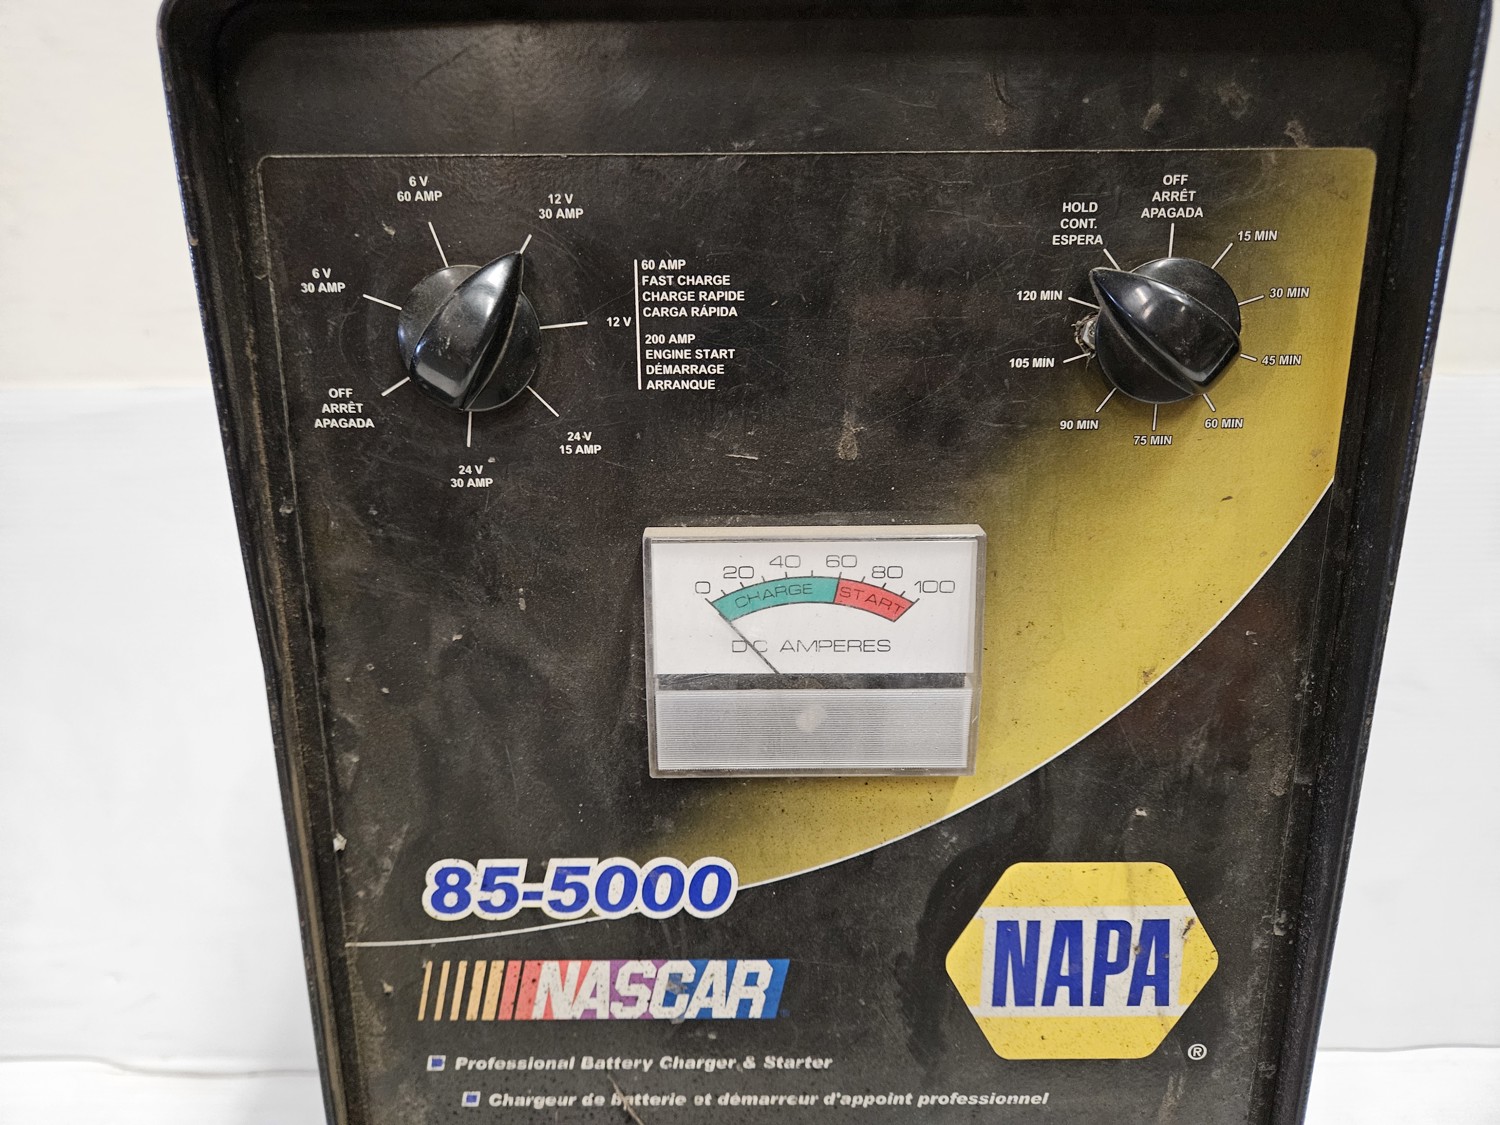 6 V
60 AMP
12 V
30 AMP
6 V
30 AMP
12 V
60 AMP
FAST CHARGE
CHARGE RAPIDE
CARGA RÁPIDA
200 AMP
ENGINE START
DÉMARRAGE
ARRANQUE
OFF
ARRÊT
APAGADA
24 V
15 AMP
24 V
30 AMP
OFF
ARRÊT
APAGADA
HOLD
CONT.
ESPERA
15 MIN
120 MIN
30 MIN
105 MIN
45 MIN
90 MIN
75 MIN
60 MIN
0 20 40 60 80 100
CHARGE START
DC AMPERES
85-5000
NASCAR
NAPA
®
Professional Battery Charger & Starter
Chargeur de batterie et démarreur d'appoint professionnel